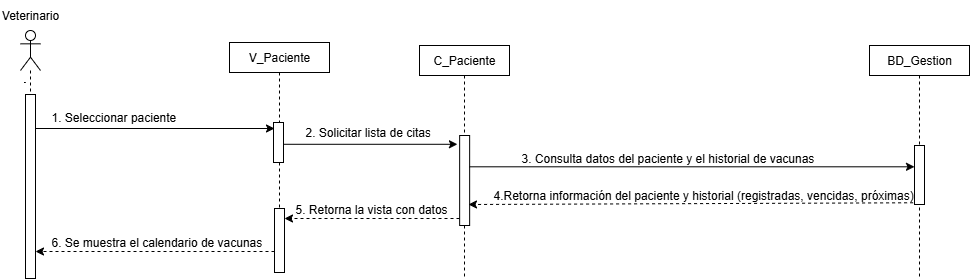 Veterinario
V_Paciente
C_Paciente
BD_Gestion
1. Seleccionar paciente
2. Solicitar lista de citas
3. Consulta datos del paciente y el historial de vacunas
4.Retorna información del paciente y historial (registradas, vencidas, próximas)
5. Retorna la vista con datos
6. Se muestra el calendario de vacunas